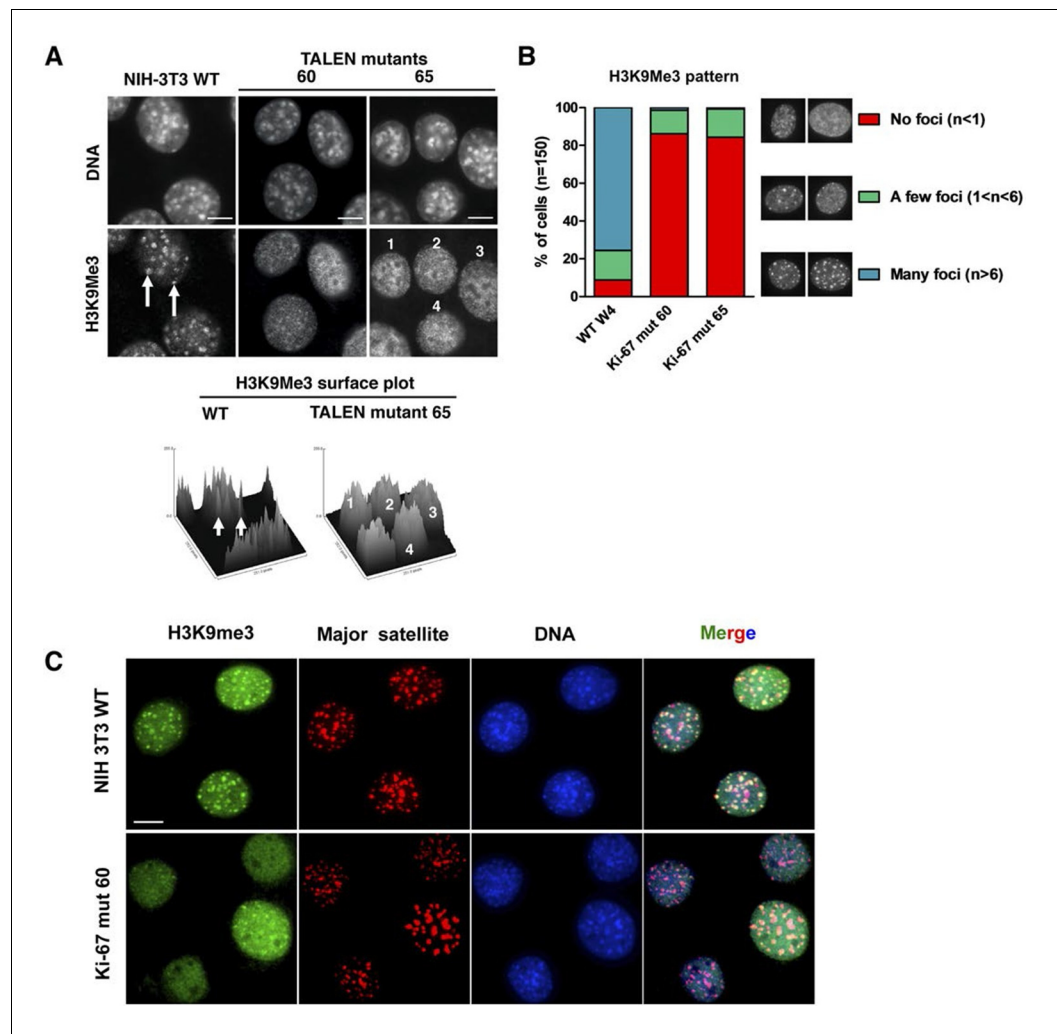 A
NIH-3T3 WT
TALEN mutants
60 65
DNA
H3K9Me3
1 2 3
4
H3K9Me3 surface plot
WT TALEN mutant 65
1 2 3
4
B
H3K9Me3 pattern
% of cells (n=150)
100
80
60
40
20
0
WT W4
Ki-67 mut 60
Ki-67 mut 65
No foci (n<1)
A few foci (1<n<6)
Many foci (n>6)
C
H3K9me3 Major satellite DNA Merge
NIH 3T3 WT
Ki-67 mut 60